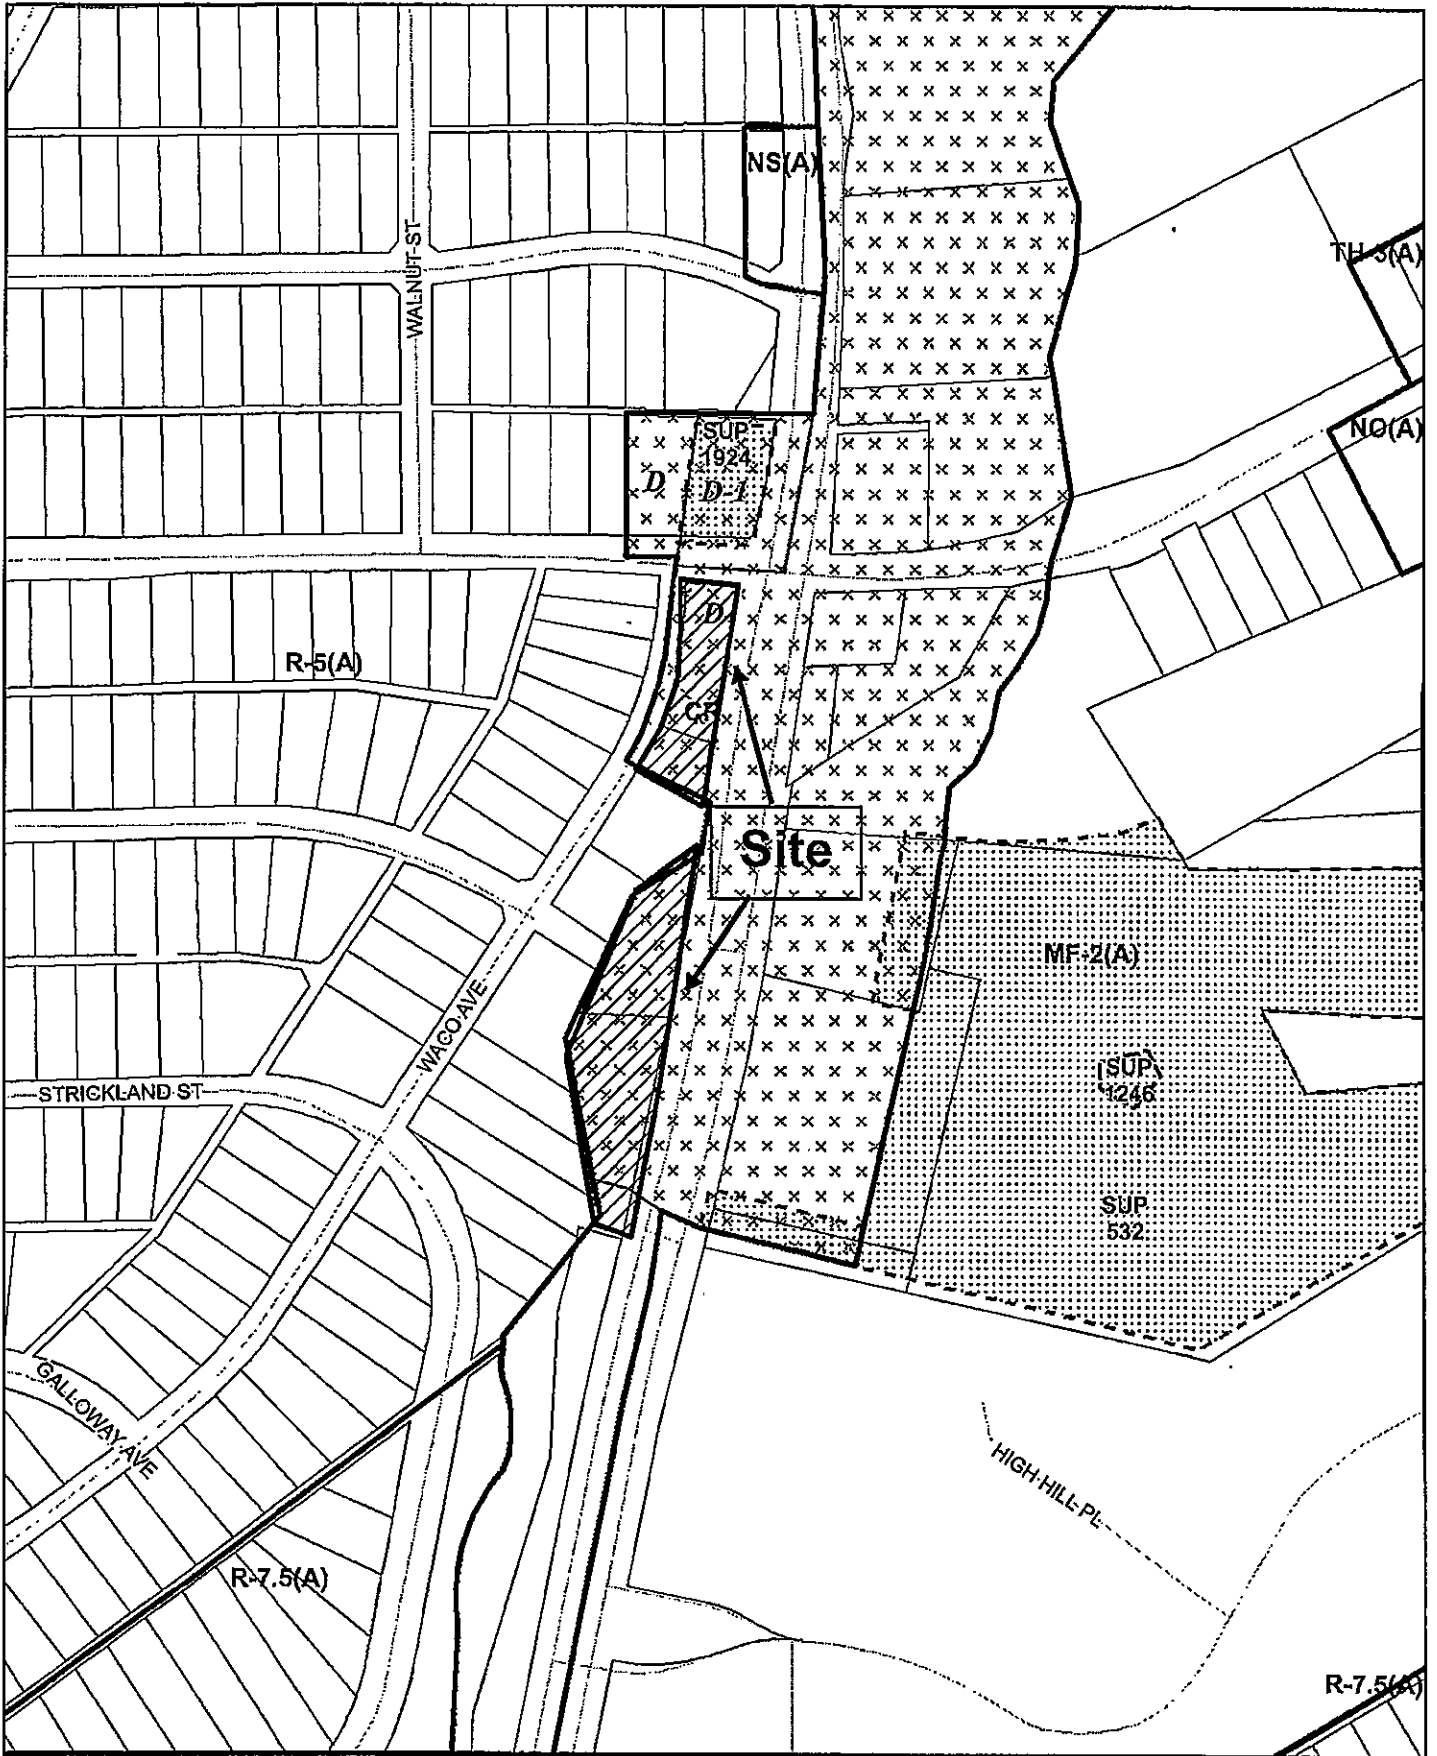 NS(A)
WALNUT ST
TH-3(A)
NO(A)
SUP
1924
D
D-1
D
R-5(A)
CR
Site
MF-2(A)
WACO AVE
SUP
1246
STRICKLAND ST
SUP
532
GALLOWAY AVE
HIGH HILL PL
R-7.5(A)
R-7.5(A)